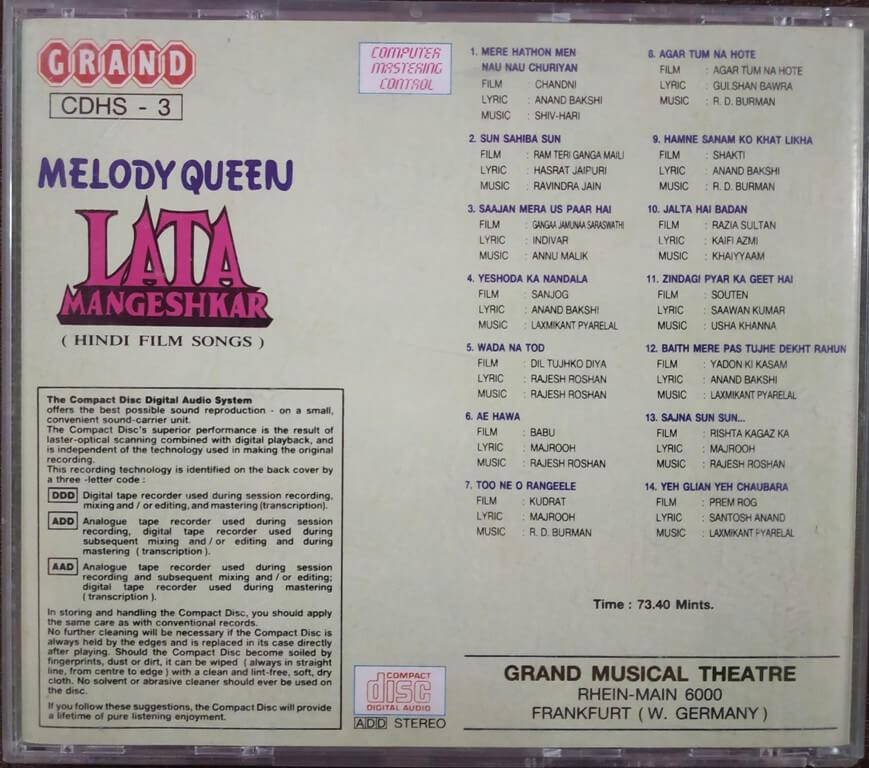 GRAND
CDHS - 3
COMPUTER
MASTERING
CONTROL
MELODY QUEEN
LATA
MANGESHKAR
( HINDI FILM SONGS )
The Compact Disc Digital Audio System
offers the best possible sound reproduction - on a small,
convenient sound-carrier unit.
The Compact Disc's superior performance is the result of
laster-optical scanning combined with digital playback, and
is independent of the technology used in making the original
recording.
This recording technology is identified on the back cover by
a three -letter code :
DDD Digital tape recorder used during session recording,
mixing and / or editing, and mastering (transcription).
ADD Analogue tape recorder used during session
recording, digital tape recorder used during
subsequent mixing and / or editing and during
mastering ( transcription ).
AAD Analogue tape recorder used during session
recording and subsequent mixing and / or editing;
digital tape recorder used during mastering
( transcription ).
In storing and handling the Compact Disc, you should apply
the same care as with conventional records.
No further cleaning will be necessary if the Compact Disc is
always held by the edges and is replaced in its case directly
after playing. Should the Compact Disc become soiled by
fingerprints, dust or dirt, it can be wiped ( always in straight
line, from centre to edge ) with a clean and lint-free, soft, dry
cloth. No solvent or abrasive cleaner should ever be used on
the disc.
If you follow these suggestions, the Compact Disc will provide
a lifetime of pure listening enjoyment.
COMPACT
disc
DIGITAL AUDIO
ADD STEREO
1. MERE HATHON MEN
NAU NAU CHURIYAN
FILM : CHANDNI
LYRIC : ANAND BAKSHI
MUSIC : SHIV-HARI
2. SUN SAHIBA SUN
FILM : RAM TERI GANGA MAILI
LYRIC : HASRAT JAIPURI
MUSIC : RAVINDRA JAIN
3. SAAJAN MERA US PAAR HAI
FILM : GANGAA JAMUNAA SARASWATHI
LYRIC : INDIVAR
MUSIC : ANNU MALIK
4. YESHODA KA NANDALA
FILM : SANJOG
LYRIC : ANAND BAKSHI
MUSIC : LAXMIKANT PYARELAL
5. WADA NA TOD
FILM : DIL TUJHKO DIYA
LYRIC : RAJESH ROSHAN
MUSIC : RAJESH ROSHAN
6. AE HAWA
FILM : BABU
LYRIC : MAJROOH
MUSIC : RAJESH ROSHAN
7. TOO NE O RANGEELE
FILM : KUDRAT
LYRIC : MAJROOH
MUSIC : R. D. BURMAN
8. AGAR TUM NA HOTE
FILM : AGAR TUM NA HOTE
LYRIC : GULSHAN BAWRA
MUSIC : R. D. BURMAN
9. HAMNE SANAM KO KHAT LIKHA
FILM : SHAKTI
LYRIC : ANAND BAKSHI
MUSIC : R. D. BURMAN
10. JALTA HAI BADAN
FILM : RAZIA SULTAN
LYRIC : KAIFI AZMI
MUSIC : KHAIYYAAM
11. ZINDAGI PYAR KA GEET HAI
FILM : SOUTEN
LYRIC : SAAWAN KUMAR
MUSIC : USHA KHANNA
12. BAITH MERE PAS TUJHE DEKHT RAHUN
FILM : YADON KI KASAM
LYRIC : ANAND BAKSHI
MUSIC : LAXMIKANT PYARELAL
13. SAJNA SUN SUN...
FILM : RISHTA KAGAZ KA
LYRIC : MAJROOH
MUSIC : RAJESH ROSHAN
14. YEH GLIAN YEH CHAUBARA
FILM : PREM ROG
LYRIC : SANTOSH ANAND
MUSIC : LAXMIKANT PYARELAL
Time : 73.40 Mints.
GRAND MUSICAL THEATRE
RHEIN-MAIN 6000
FRANKFURT ( W. GERMANY )